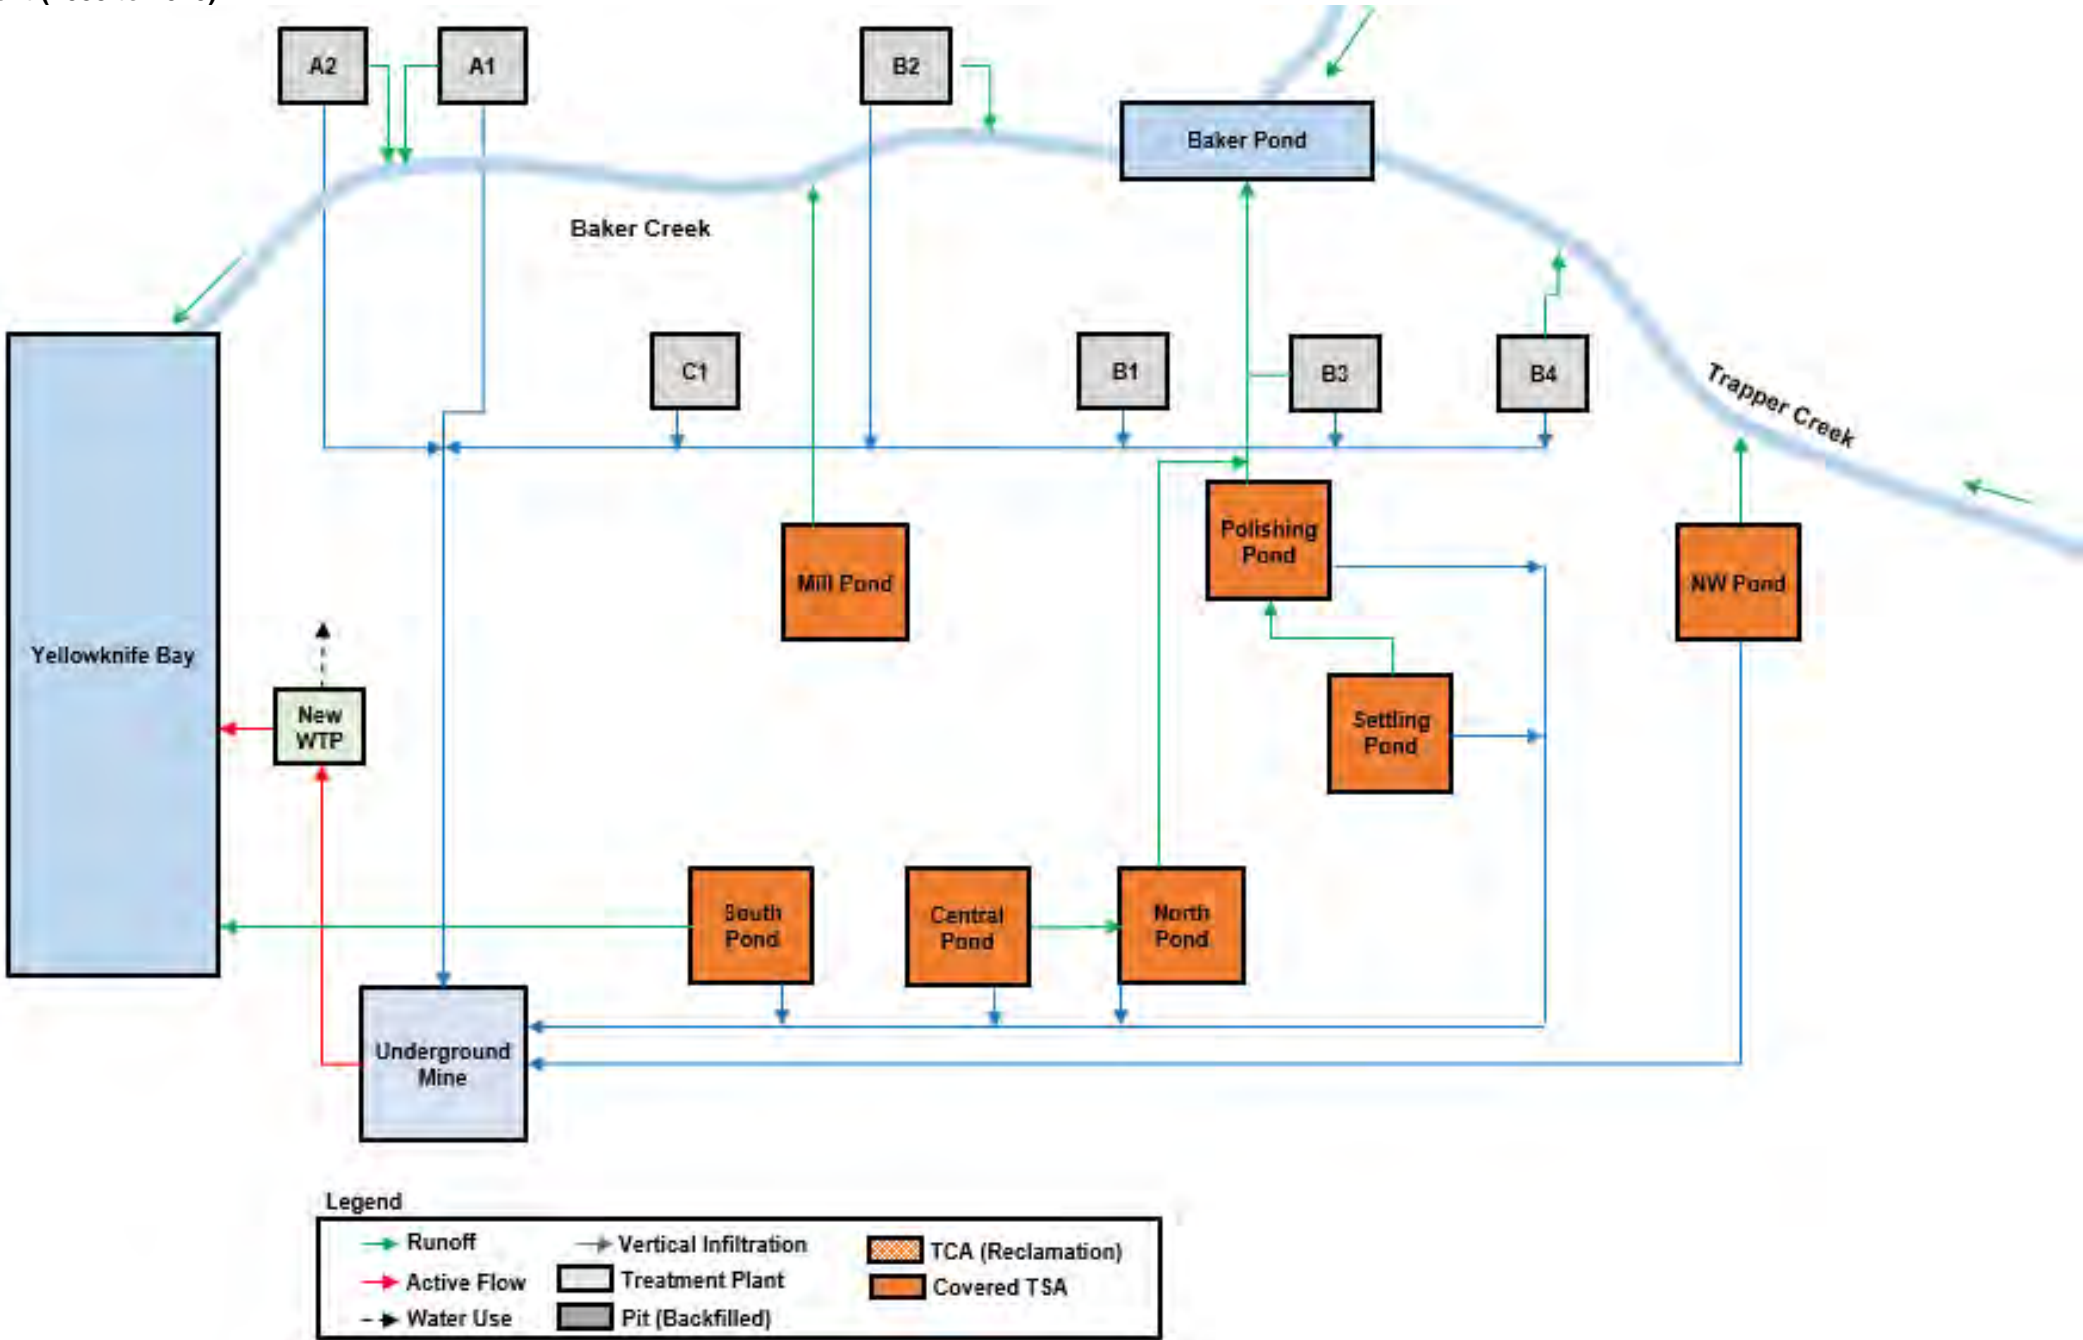 A2
A1
B2
Baker Pond
Baker Creek
C1
B1
B3
B4
Trapper Creek
Polishing
Pond
Mill Pond
NW Pond
Yellowknife Bay
New
WTP
Settling
Pond
South
Pond
Central
Pond
North
Pond
Underground
Mine
Legend
Runoff
Vertical Infiltration
TCA (Reclamation)
Active Flow
Treatment Plant
Covered TSA
Water Use
Pit (Backfilled)